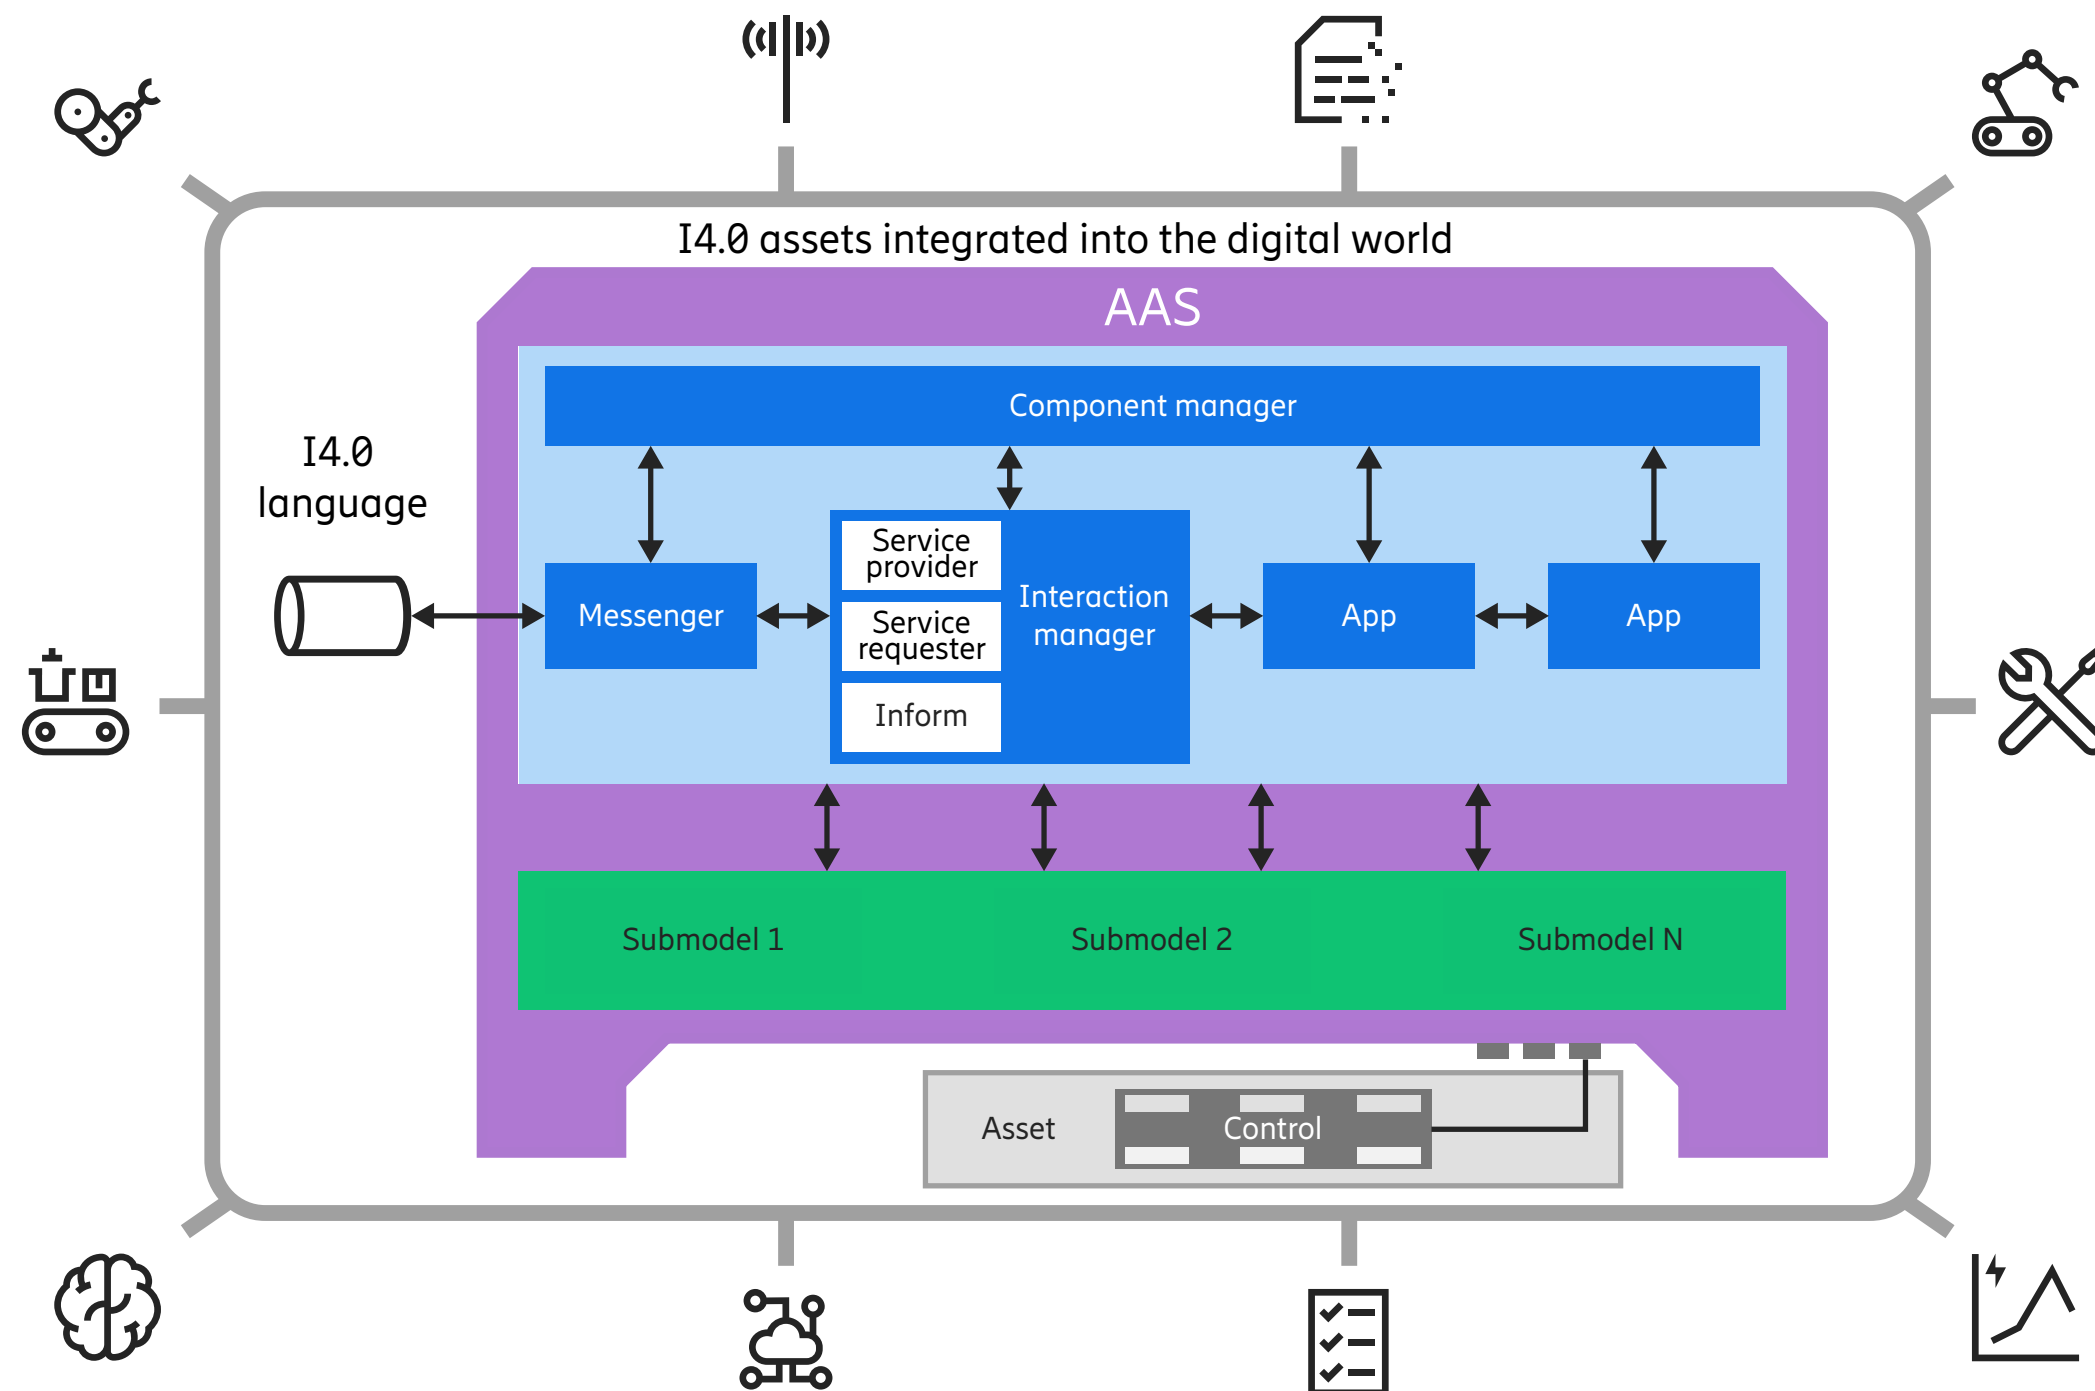 I4.0 assets integrated into the digital world
AAS
Component manager
I4.0
language
Messenger
Service
provider
Service
requester
Inform
Interaction
manager
App
App
Submodel 1
Submodel 2
Submodel N
Asset
Control